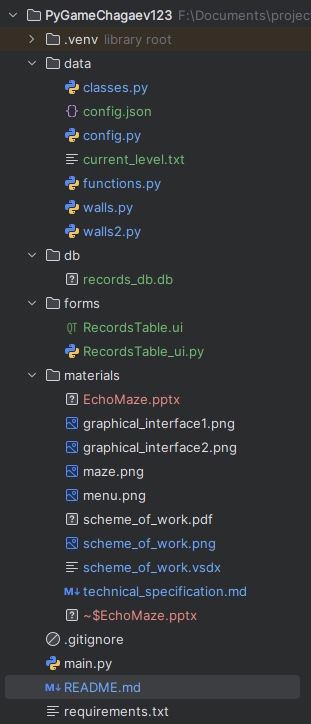 PyGameChagaev123 F:\Documents\projec
.venv library root
data
classes.py
config.json
config.py
current_level.txt
functions.py
walls.py
walls2.py
db
records_db.db
forms
RecordsTable.ui
RecordsTable_ui.py
materials
EchoMaze.pptx
graphical_interface1.png
graphical_interface2.png
maze.png
menu.png
scheme_of_work.pdf
scheme_of_work.png
scheme_of_work.vsdx
technical_specification.md
~$EchoMaze.pptx
.gitignore
main.py
README.md
requirements.txt